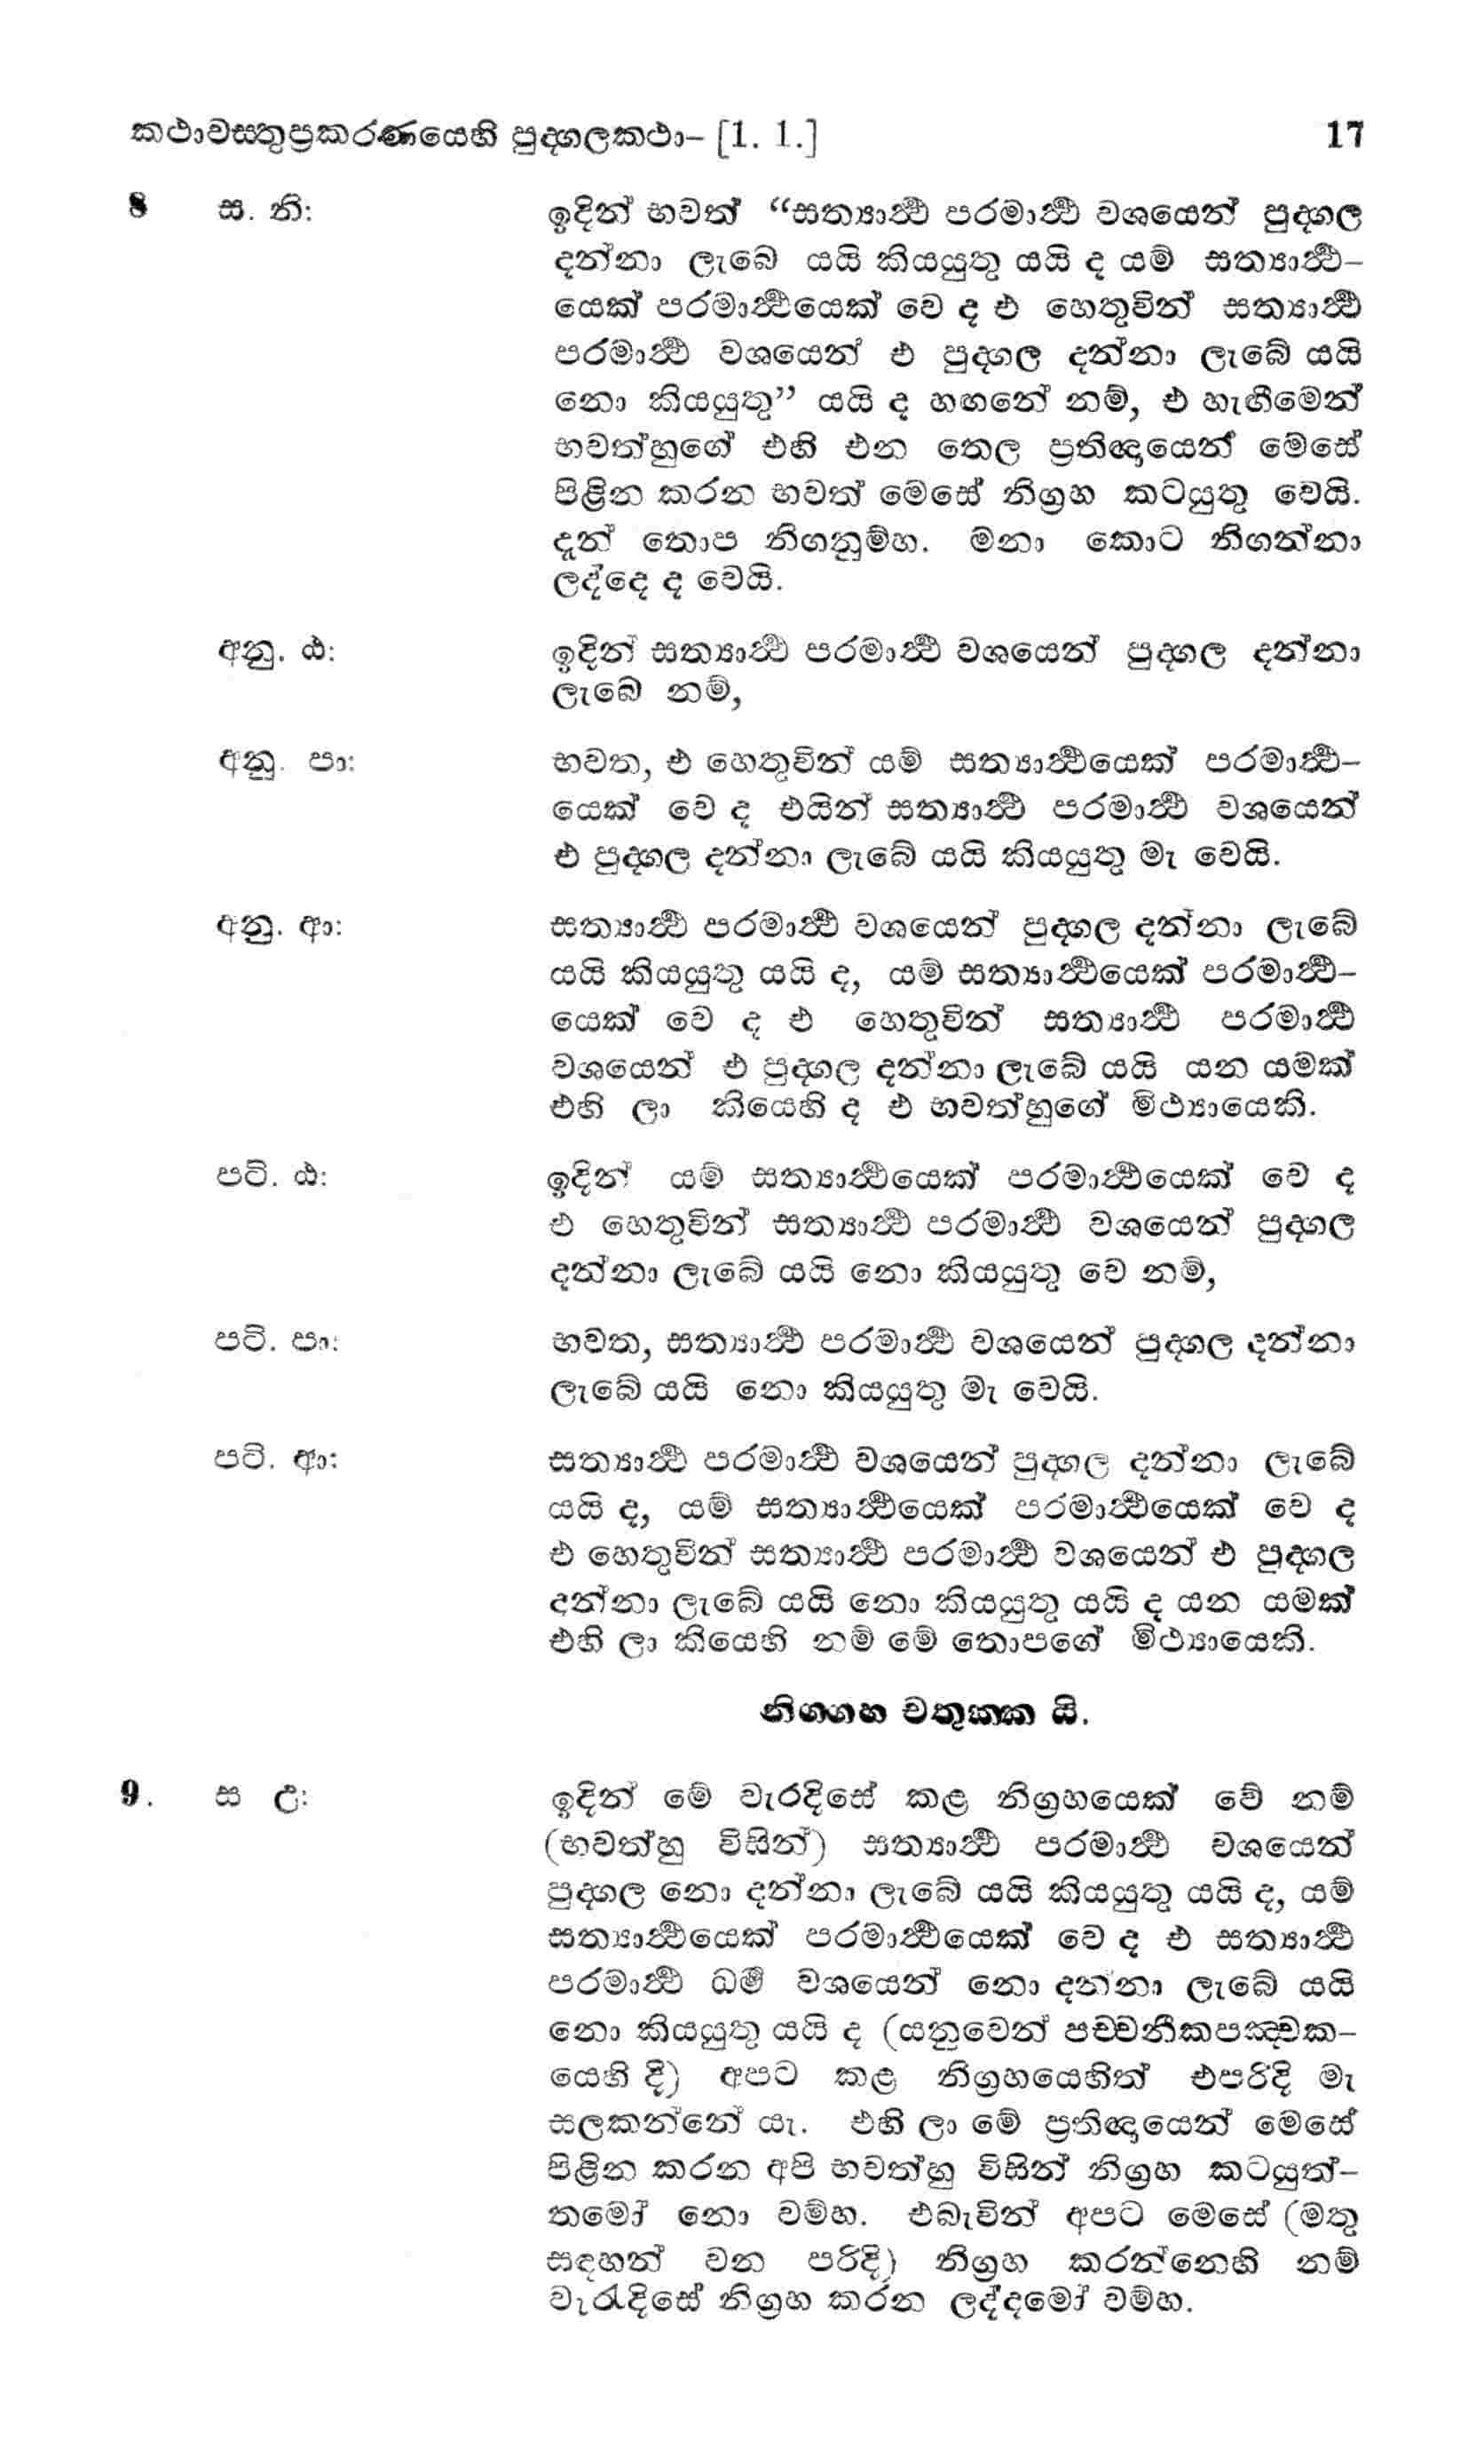 කථාවස්තුප්‍රකරණයෙහි පුද්ගලකථා– [1. 1.] 17
8 ස. නි: ඉදින් භවත් “සත්‍යාර්‍ථ පරමාර්‍ථ වශයෙන් පුද්ගල
දන්නා ලැබෙ යයි කියයුතු යයි ද යම් සත්‍යාර්‍ථ–
යෙක් පරමාර්‍ථයෙක් වෙ ද එ හෙතුවින් සත්‍යාර්‍ථ
පරමාර්‍ථ වශයෙන් එ පුද්ගල දන්නා ලැබේ යයි
නො කියයුතු” යයි ද හඟනේ නම්, එ හැඟීමෙන්
භවත්හුගේ එහි එන තෙල ප්‍රතිඥායෙන් මෙසේ
පිළින කරන භවත් මෙසේ නිග්‍රහ කටයුතු වෙයි.
දැන් තොප නිගනුම්හ. මනා කොට නිගන්නා
ලද්දෙ ද වෙයි.
අනු. ඨ: ඉදින් සත්‍යාර්‍ථ පරමාර්‍ථ වශයෙන් පුද්ගල දන්නා
ලැබෙ නම්,
අනු. පා: භවත, එ හෙතුවින් යම් සත්‍යාර්‍ථයෙක් පරමාර්‍ථ–
යෙක් වෙ ද එයින් සත්‍යාර්‍ථ පරමාර්‍ථ වශයෙන්
එ පුද්ගල දන්නා ලැබේ යයි කියයුතු මැ වෙයි.
අනු. ආ: සත්‍යාර්‍ථ පරමාර්‍ථ වශයෙන් පුද්ගල දන්නා ලැබේ
යයි කියයුතු යයි ද, යම් සත්‍යාර්‍ථයෙක් පරමාර්‍ථ–
යෙක් වෙ ද එ හෙතුවින් සත්‍යාර්‍ථ පරමාර්‍ථ
වශයෙන් එ පුද්ගල දන්නා ලැබේ යයි යන යමක්
එහි ලා කියෙහි ද එ භවත්හුගේ මිථ්‍යායෙකි.
පටි. ඨ: ඉදින් යම් සත්‍යාර්‍ථයෙක් පරමාර්‍ථයෙක් වෙ ද
එ හෙතුවින් සත්‍යාර්‍ථ පරමාර්‍ථ වශයෙන් පුද්ගල
දන්නා ලැබේ යයි නො කියයුතු වෙ නම්,
පටි. පා: භවත, සත්‍යාර්‍ථ පරමාර්‍ථ වශයෙන් පුද්ගල දන්නා
ලැබේ යයි නො කියයුතු මැ වෙයි.
පටි. ආ: සත්‍යාර්‍ථ පරමාර්‍ථ වශයෙන් පුද්ගල දන්නා ලැබේ
යයි ද, යම් සත්‍යාර්‍ථයෙක් පරමාර්‍ථයෙක් වෙ ද
එ හෙතුවින් සත්‍යාර්‍ථ පරමාර්‍ථ වශයෙන් එ පුද්ගල
දන්නා ලැබේ යයි නො කියයුතු යයි ද යන යමක්
එහි ලා කියෙහි නම් මේ තොපගේ මිථ්‍යායෙකි.
නිග්ගහ චතුක්ක යි.
9. ස උ: ඉදින් මේ වැරදිසේ කළ නිග්‍රහයෙක් වේ නම්
(භවත්හු විසින්) සත්‍යාර්‍ථ පරමාර්‍ථ වශයෙන්
පුද්ගල නො දන්නා ලැබේ යයි කියයුතු යයි ද, යම්
සත්‍යාර්‍ථයෙක් පරමාර්‍ථයෙක් වෙ ද එ සත්‍යාර්‍ථ
පරමාර්‍ථ ධර්‍ම වශයෙන් නො දන්නා ලැබේ යයි
නො කියයුතු යයි ද (යනුවෙන් පච්චනීකපඤ්චක–
යෙහි දී) අපට කළ නිග්‍රහයෙහිත් එපරිදි මැ
සලකන්නේ යැ. එහි ලා මේ ප්‍රතිඥායෙන් මෙසේ
පිළින කරන අපි භවත්හු විසින් නිග්‍රහ කටයුත්–
තමෝ නො වම්හ. එබැවින් අපට මෙසේ (මතු
සඳහන් වන පරිදි) නිග්‍රහ කරන්නෙහි නම්
වැරැදිසේ නිග්‍රහ කරන ලද්දමෝ වම්හ.